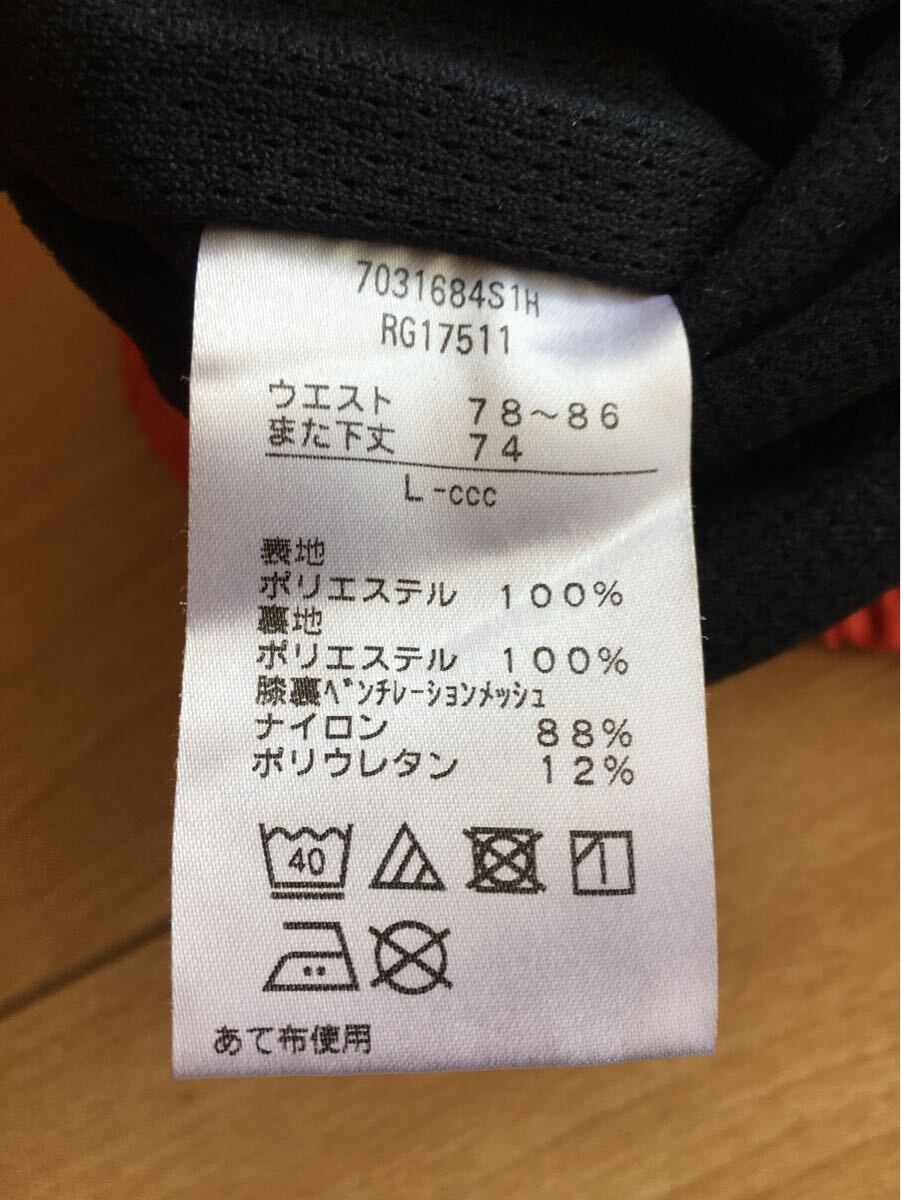 7031684S1H
RG17511
ウエスト 78～86
また下丈 74
L-ccc
表地
ポリエステル 100%
裏地
ポリエステル 100%
膝裏ﾍﾞﾝﾁﾚｰｼｮﾝﾒｯｼｭ
ナイロン 88%
ポリウレタン 12%
40
あて布使用